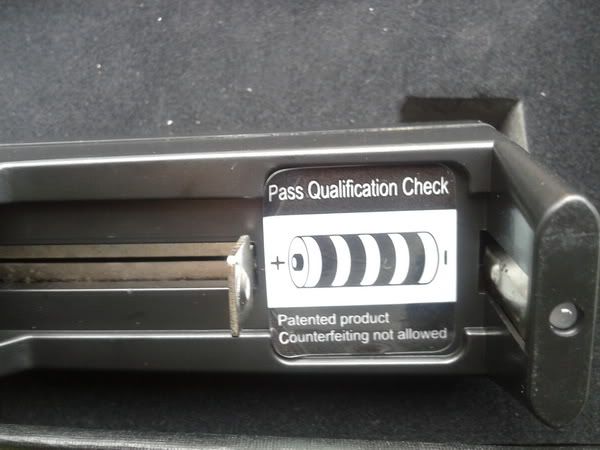 Pass Qualification Check
+ -
Patented product
Counterfeiting not allowed